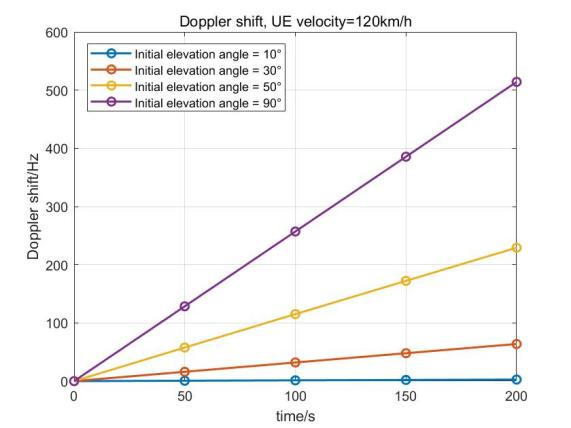 Doppler shift, UE velocity=120km/h
600
Initial elevation angle = 10°
Initial elevation angle = 30°
Initial elevation angle = 50°
Initial elevation angle = 90°
500
400
Doppler shift/Hz
300
200
100
0
0 50 100 150 200
time/s